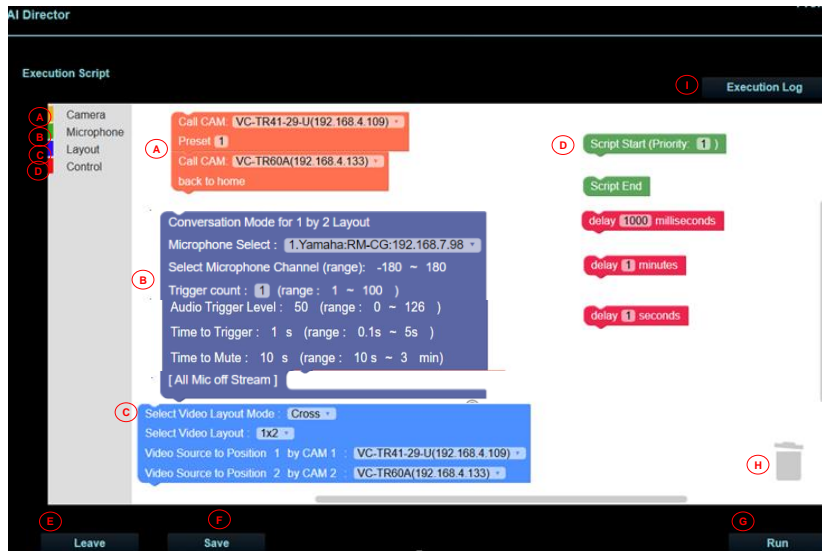 AI Director
Execution Script
I
Execution Log
A Camera
B Microphone
C Layout
D Control
A
Call CAM: VC-TR41-29-U(192.168.4.109)
Preset 1
Call CAM: VC-TR60A(192.168.4.133)
back to home
D
Script Start (Priority: 1 )
Script End
delay 1000 milliseconds
delay 1 minutes
delay 1 seconds
B
Conversation Mode for 1 by 2 Layout
Microphone Select : 1.Yamaha:RM-CG:192.168.7.98
Select Microphone Channel (range): -180 ~ 180
Trigger count : 1 (range : 1 ~ 100 )
Audio Trigger Level : 50 (range : 0 ~ 126 )
Time to Trigger : 1 s (range : 0.1s ~ 5s )
Time to Mute : 10 s (range : 10 s ~ 3 min)
[ All Mic off Stream ]
C
Select Video Layout Mode : Cross
Select Video Layout : 1x2
Video Source to Position 1 by CAM 1 : VC-TR41-29-U(192.168.4.109)
Video Source to Position 2 by CAM 2 : VC-TR60A(192.168.4.133)
H
E
Leave
F
Save
G
Run